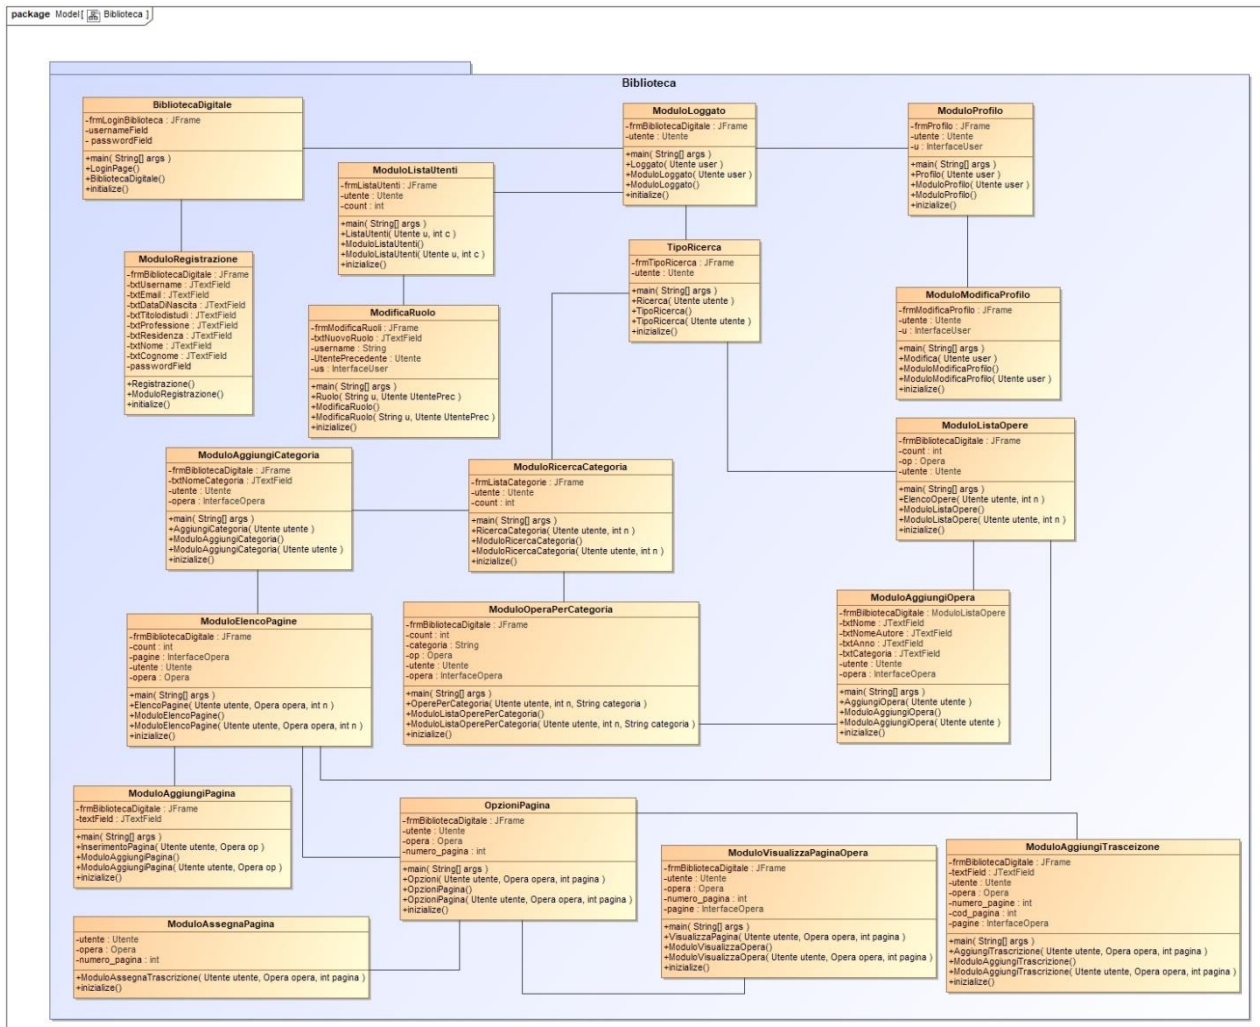 package Model[ Biblioteca ]
Biblioteca
BibliotecaDigitale
-frmLoginBiblioteca : JFrame
-usernameField
- passwordField
+main( String[] args )
+LoginPage()
+BibliotecaDigitale()
+initialize()
ModuloListaUtenti
-frmListaUtenti : JFrame
-utente : Utente
-count : int
+main( String[] args )
+ListaUtenti( Utente u, int c )
+ModuloListaUtenti()
+ModuloListaUtenti( Utente u, int c )
+inizialize()
ModuloLoggato
-frmBibliotecaDigitale : JFrame
-utente : Utente
+main( String[] args )
+Loggato( Utente user )
+ModuloLoggato( Utente user )
+ModuloLoggato()
+initialize()
ModuloProfilo
-frmProfilo : JFrame
-utente : Utente
-u : InterfaceUser
+main( String[] args )
+Profilo( Utente user )
+ModuloProfilo( Utente user )
+ModuloProfilo()
+inizialize()
ModuloRegistrazione
-frmBibliotecaDigitale : JFrame
-txtUsername : JTextField
-txtEmail : JTextField
-txtDataDiNascita : JTextField
-txtTitolodistudi : JTextField
-txtProfessione : JTextField
-txtResidenza : JTextField
-txtNome : JTextField
-txtCognome : JTextField
-passwordField
+Registrazione()
+ModuloRegistrazione()
+initialize()
ModificaRuolo
-frmModificaRuoli : JFrame
-txtNuovoRuolo : JTextField
-username : String
-UtentePrecedente : Utente
-us : InterfaceUser
+main( String[] args )
+Ruolo( String u, Utente UtentePrec )
+ModificaRuolo()
+ModificaRuolo( String u, Utente UtentePrec )
+inizialize()
TipoRicerca
-frmTipoRicerca : JFrame
-utente : Utente
+main( String[] args )
+Ricerca( Utente utente )
+TipoRicerca()
+TipoRicerca( Utente utente )
+inizialize()
ModuloModificaProfilo
-frmModificaProfilo : JFrame
-utente : Utente
-u : InterfaceUser
+main( String[] args )
+Modifica( Utente user )
+ModuloModificaProfilo()
+ModuloModificaProfilo( Utente user )
+inizialize()
ModuloAggiungiCategoria
-frmBibliotecaDigitale : JFrame
-txtNomeCategoria : JTextField
-utente : Utente
-opera : InterfaceOpera
+main( String[] args )
+AggiungiCategoria( Utente utente )
+ModuloAggiungiCategoria()
+ModuloAggiungiCategoria( Utente utente )
+inizialize()
ModuloRicercaCategoria
-frmListaCategorie : JFrame
-utente : Utente
-count : int
+main( String[] args )
+RicercaCategoria( Utente utente, int n )
+ModuloRicercaCategoria()
+ModuloRicercaCategoria( Utente utente, int n )
+inizialize()
ModuloListaOpere
-frmBibliotecaDigitale : JFrame
-count : int
-op : Opera
-utente : Utente
+main( String[] args )
+ElencoOpere( Utente utente, int n )
+ModuloListaOpere()
+ModuloListaOpere( Utente utente, int n )
+inizialize()
ModuloElencoPagine
-frmBibliotecaDigitale : JFrame
-count : int
-pagine : InterfaceOpera
-utente : Utente
-opera : Opera
+main( String[] args )
+ElencoPagine( Utente utente, Opera opera, int n )
+ModuloElencoPagine()
+ModuloElencoPagine( Utente utente, Opera opera, int n )
+inizialize()
ModuloOperaPerCategoria
-frmBibliotecaDigitale : JFrame
-count : int
-categoria : String
-op : Opera
-utente : Utente
-opera : InterfaceOpera
+main( String[] args )
+OperePerCategoria( Utente utente, int n, String categoria )
+ModuloListaOperePerCategoria()
+ModuloListaOperePerCategoria( Utente utente, int n, String categoria )
+inizialize()
ModuloAggiungiOpera
-frmBilbiotecaDigitale : ModuloListaOpere
-txtNome : JTextField
-txtNomeAutore : JTextField
-txtAnno : JTextField
-txtCategoria : JTextField
-utente : Utente
-opera : InterfaceOpera
+main( String[] args )
+AggiungiOpera( Utente utente )
+ModuloAggiungiOpera()
+ModuloAggiungiOpera( Utente utente )
+inizialize()
ModuloAggiungiPagina
-frmBibliotecaDigitale : JFrame
-textField : JTextField
+main( String[] args )
+InserimentoPagina( Utente utente, Opera op )
+ModuloAggiungiPagina()
+ModuloAggiungiPagina( Utente utente, Opera op )
+inizialize()
OpzioniPagina
-frmBibliotecaDigitale : JFrame
-utente : Utente
-opera : Opera
-numero_pagina : int
+main( String[] args )
+Opzioni( Utente utente, Opera opera, int pagina )
+OpzioniPagina()
+OpzioniPagina( Utente utente, Opera opera, int pagina )
+inizialize()
ModuloVisualizzaPaginaOpera
-frmBibliotecaDigitale : JFrame
-utente : Utente
-opera : Opera
-numero_pagina : int
-pagine : InterfaceOpera
+main( String[] args )
+VisualizzaPagina( Utente utente, Opera opera, int pagina )
+ModuloVisualizzaOpera()
+ModuloVisualizzaOpera( Utente utente, Opera opera, int pagina )
+inizialize()
ModuloAggiungiTrasceizone
-frmBibliotecaDigitale : JFrame
-textField : JTextField
-utente : Utente
-opera : Opera
-numero_pagine : int
-cod_pagina : int
-pagine : InterfaceOpera
+main( String[] args )
+AggiungiTrascrizione( Utente utente, Opera opera, int pagina )
+ModuloAggiungiTrascrizione()
+ModuloAggiungiTrascrizione( Utente utente, Opera opera, int pagina )
+inizialize()
ModuloAssegnaPagina
-utente : Utente
-opera : Opera
-numero_pagina : int
+ModuloAssegnaTrascrizione( Utente utente, Opera opera, int pagina )
+inizialize()